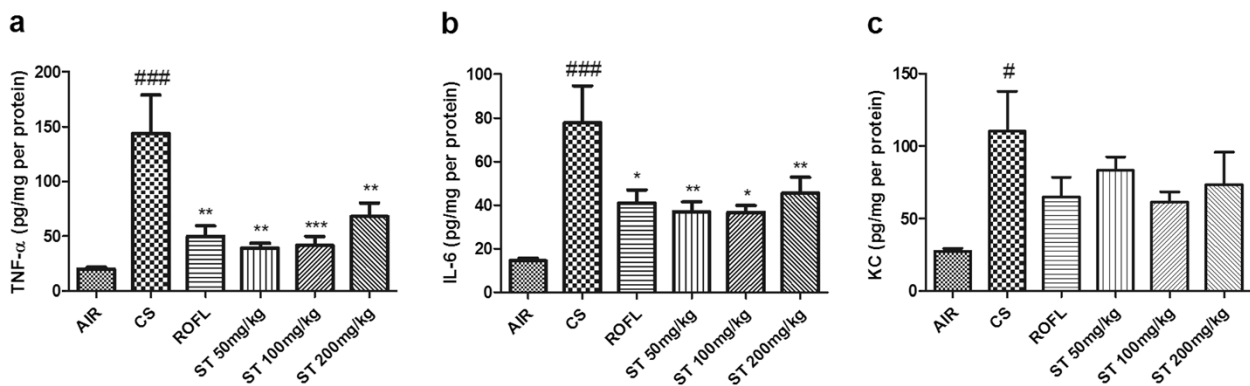 a
TNF-α (pg/mg per protein)
200
150
100
50
0
###
**
**
***
**
AIR
CS
ROFL
ST 50mg/kg
ST 100mg/kg
ST 200mg/kg
b
IL-6 (pg/mg per protein)
100
80
60
40
20
0
###
*
**
*
**
AIR
CS
ROFL
ST 50mg/kg
ST 100mg/kg
ST 200mg/kg
c
KC (pg/mg per protein)
150
100
50
0
#
AIR
CS
ROFL
ST 50mg/kg
ST 100mg/kg
ST 200mg/kg